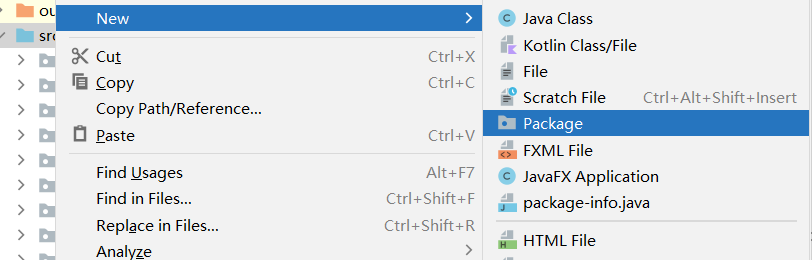 ou
src
New
Cut Ctrl+X
Copy Ctrl+C
Copy Path/Reference...
Paste Ctrl+V
Find Usages Alt+F7
Find in Files... Ctrl+Shift+F
Replace in Files... Ctrl+Shift+R
Analyze
Java Class
Kotlin Class/File
File
Scratch File Ctrl+Alt+Shift+Insert
Package
FXML File
JavaFX Application
package-info.java
HTML File